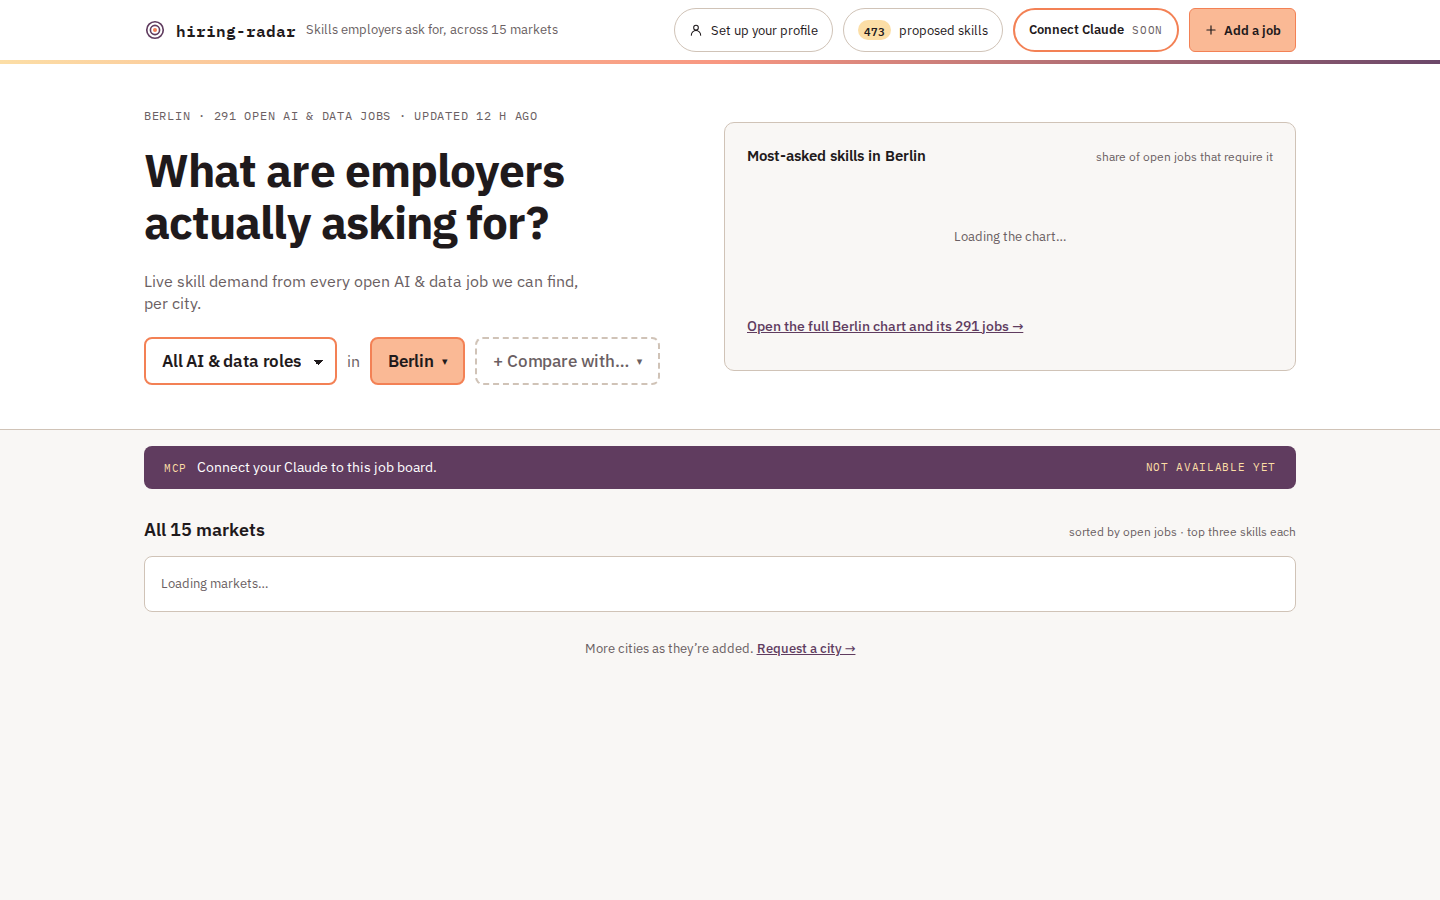 hiring-radar Skills employers ask for, across 15 markets Set up your profile 473 proposed skills Connect Claude SOON + Add a job
BERLIN · 291 OPEN AI & DATA JOBS · UPDATED 12 H AGO
What are employers
actually asking for?
Live skill demand from every open AI & data job we can find,
per city.
All AI & data roles in Berlin ▾ + Compare with... ▾
Most-asked skills in Berlin share of open jobs that require it
Loading the chart...
Open the full Berlin chart and its 291 jobs →
MCP Connect your Claude to this job board. NOT AVAILABLE YET
All 15 markets sorted by open jobs · top three skills each
Loading markets...
More cities as they’re added. Request a city →